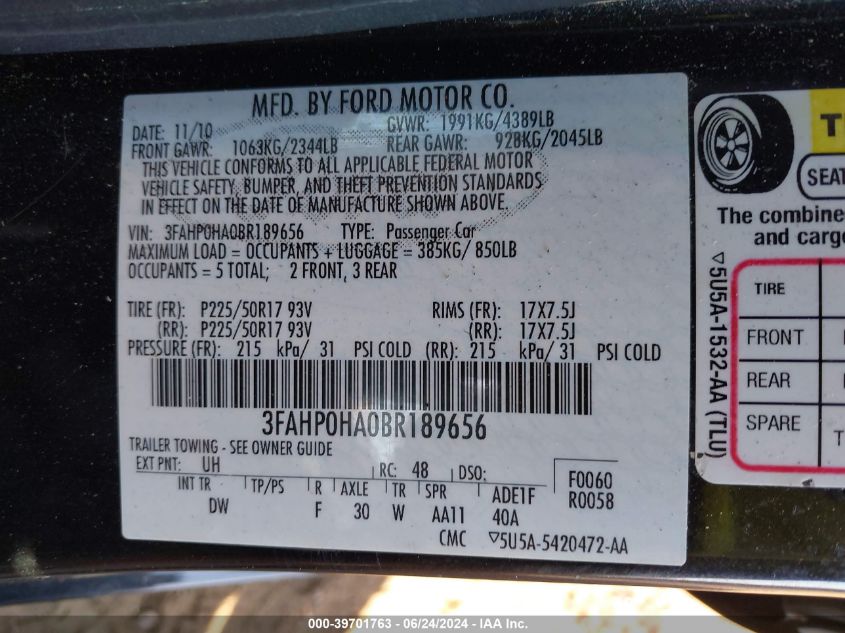 MFD. BY FORD MOTOR CO.
DATE: 11/10 GVWR: 1991KG/4389LB
FRONT GAWR: 1063KG/2344LB REAR GAWR: 928KG/2045LB
THIS VEHICLE CONFORMS TO ALL APPLICABLE FEDERAL MOTOR
VEHICLE SAFETY, BUMPER, AND THEFT PREVENTION STANDARDS
IN EFFECT ON THE DATE OF MANUFACTURE SHOWN ABOVE.
VIN: 3FAHP0HA0BR189656 TYPE: Passenger Car
MAXIMUM LOAD = OCCUPANTS + LUGGAGE = 385KG/ 850LB
OCCUPANTS = 5 TOTAL; 2 FRONT, 3 REAR
TIRE (FR): P225/50R17 93V RIMS (FR): 17X7.5J
(RR): P225/50R17 93V (RR): 17X7.5J
PRESSURE (FR): 215 kPa/ 31 PSI COLD (RR): 215 kPa/ 31 PSI COLD
3FAHP0HA0BR189656
TRAILER TOWING - SEE OWNER GUIDE
EXT PNT: UH RC: 48 DSO: F0060
INT TR TP/PS R AXLE TR SPR ADE1F R0058
DW F 30 W AA11 40A
CMC ▽5U5A-5420472-AA
T
SEAT
The combine
and carg
▽5U5A-1532-AA (TLU)
TIRE
FRONT
REAR
SPARE
T
000-39701763 - 06/24/2024 - IAA Inc.